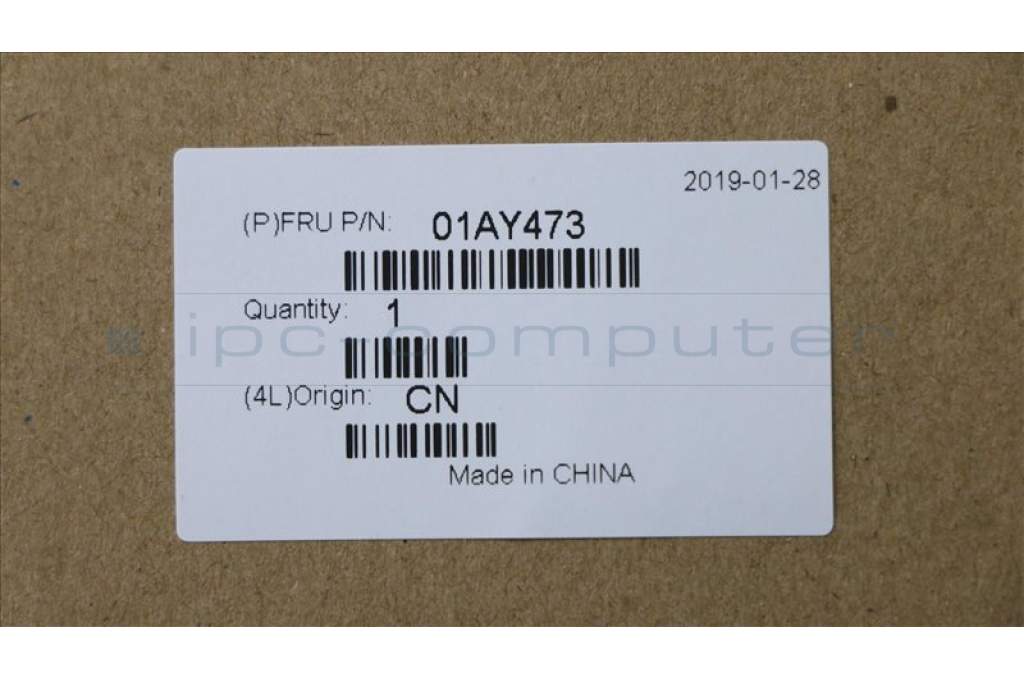 2019-01-28
(P)FRU P/N: 01AY473
Quantity: 1
ipc-computer
(4L)Origin: CN
Made in CHINA